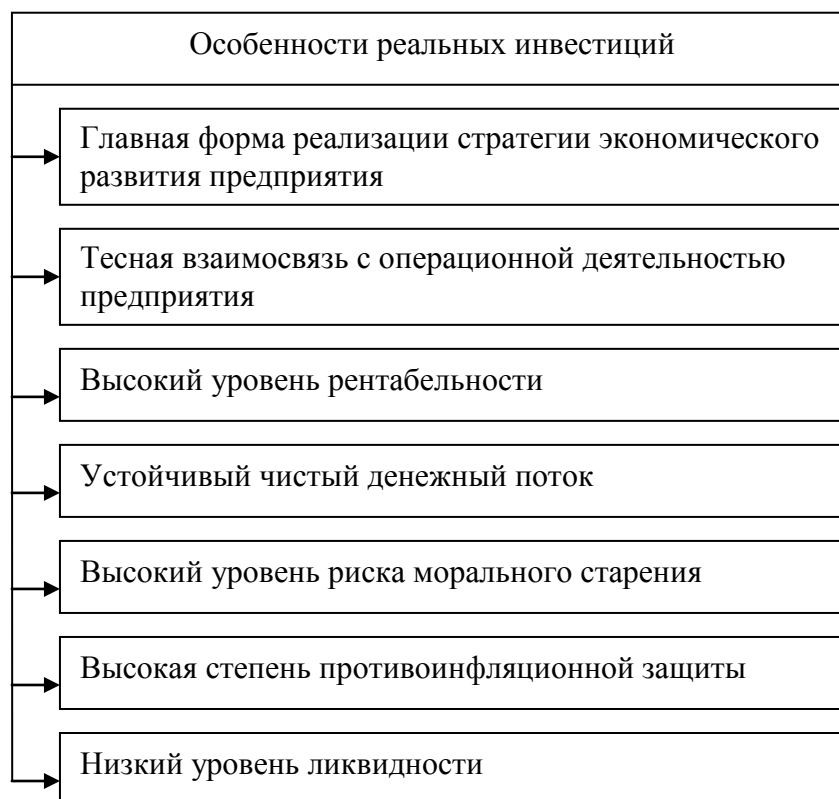 Особенности реальных инвестиций
Главная форма реализации стратегии экономического
развития предприятия
Тесная взаимосвязь с операционной деятельностью
предприятия
Высокий уровень рентабельности
Устойчивый чистый денежный поток
Высокий уровень риска морального старения
Высокая степень противоинфляционной защиты
Низкий уровень ликвидности